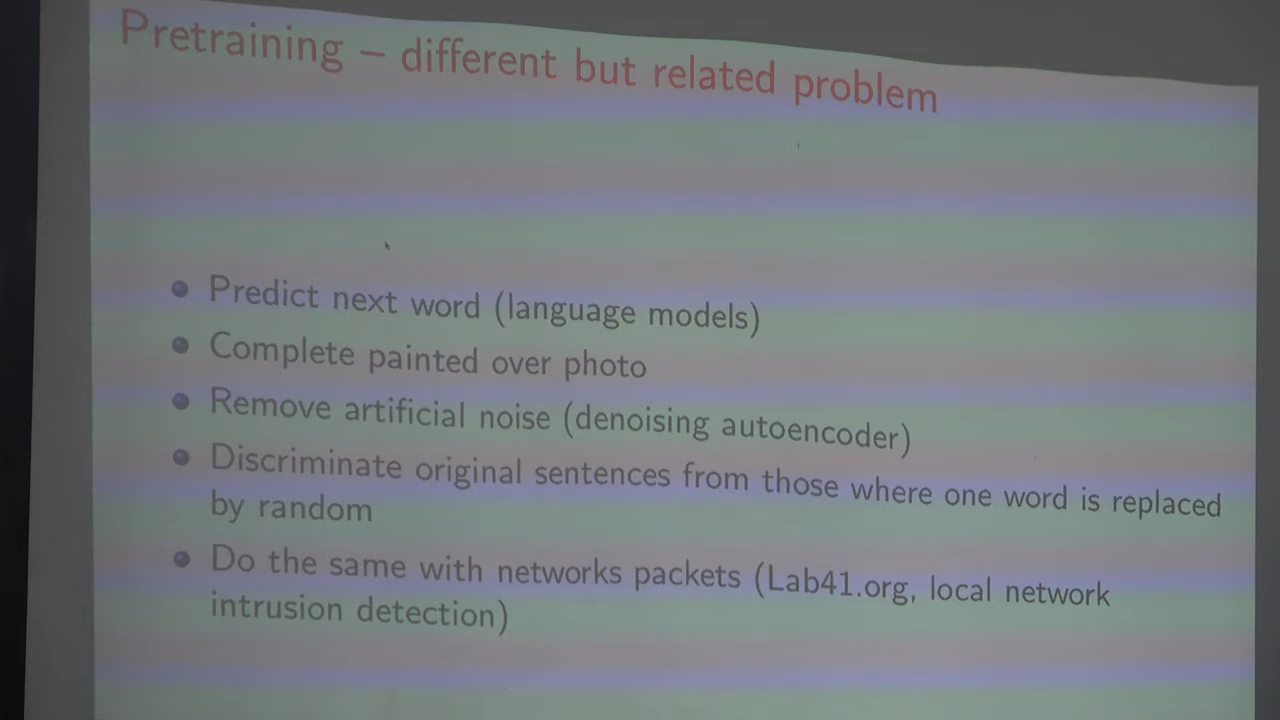 Pretraining – different but related problem
Predict next word (language models)
Complete painted over photo
Remove artificial noise (denoising autoencoder)
Discriminate original sentences from those where one word is replaced
by random
Do the same with networks packets (Lab41.org, local network
intrusion detection)